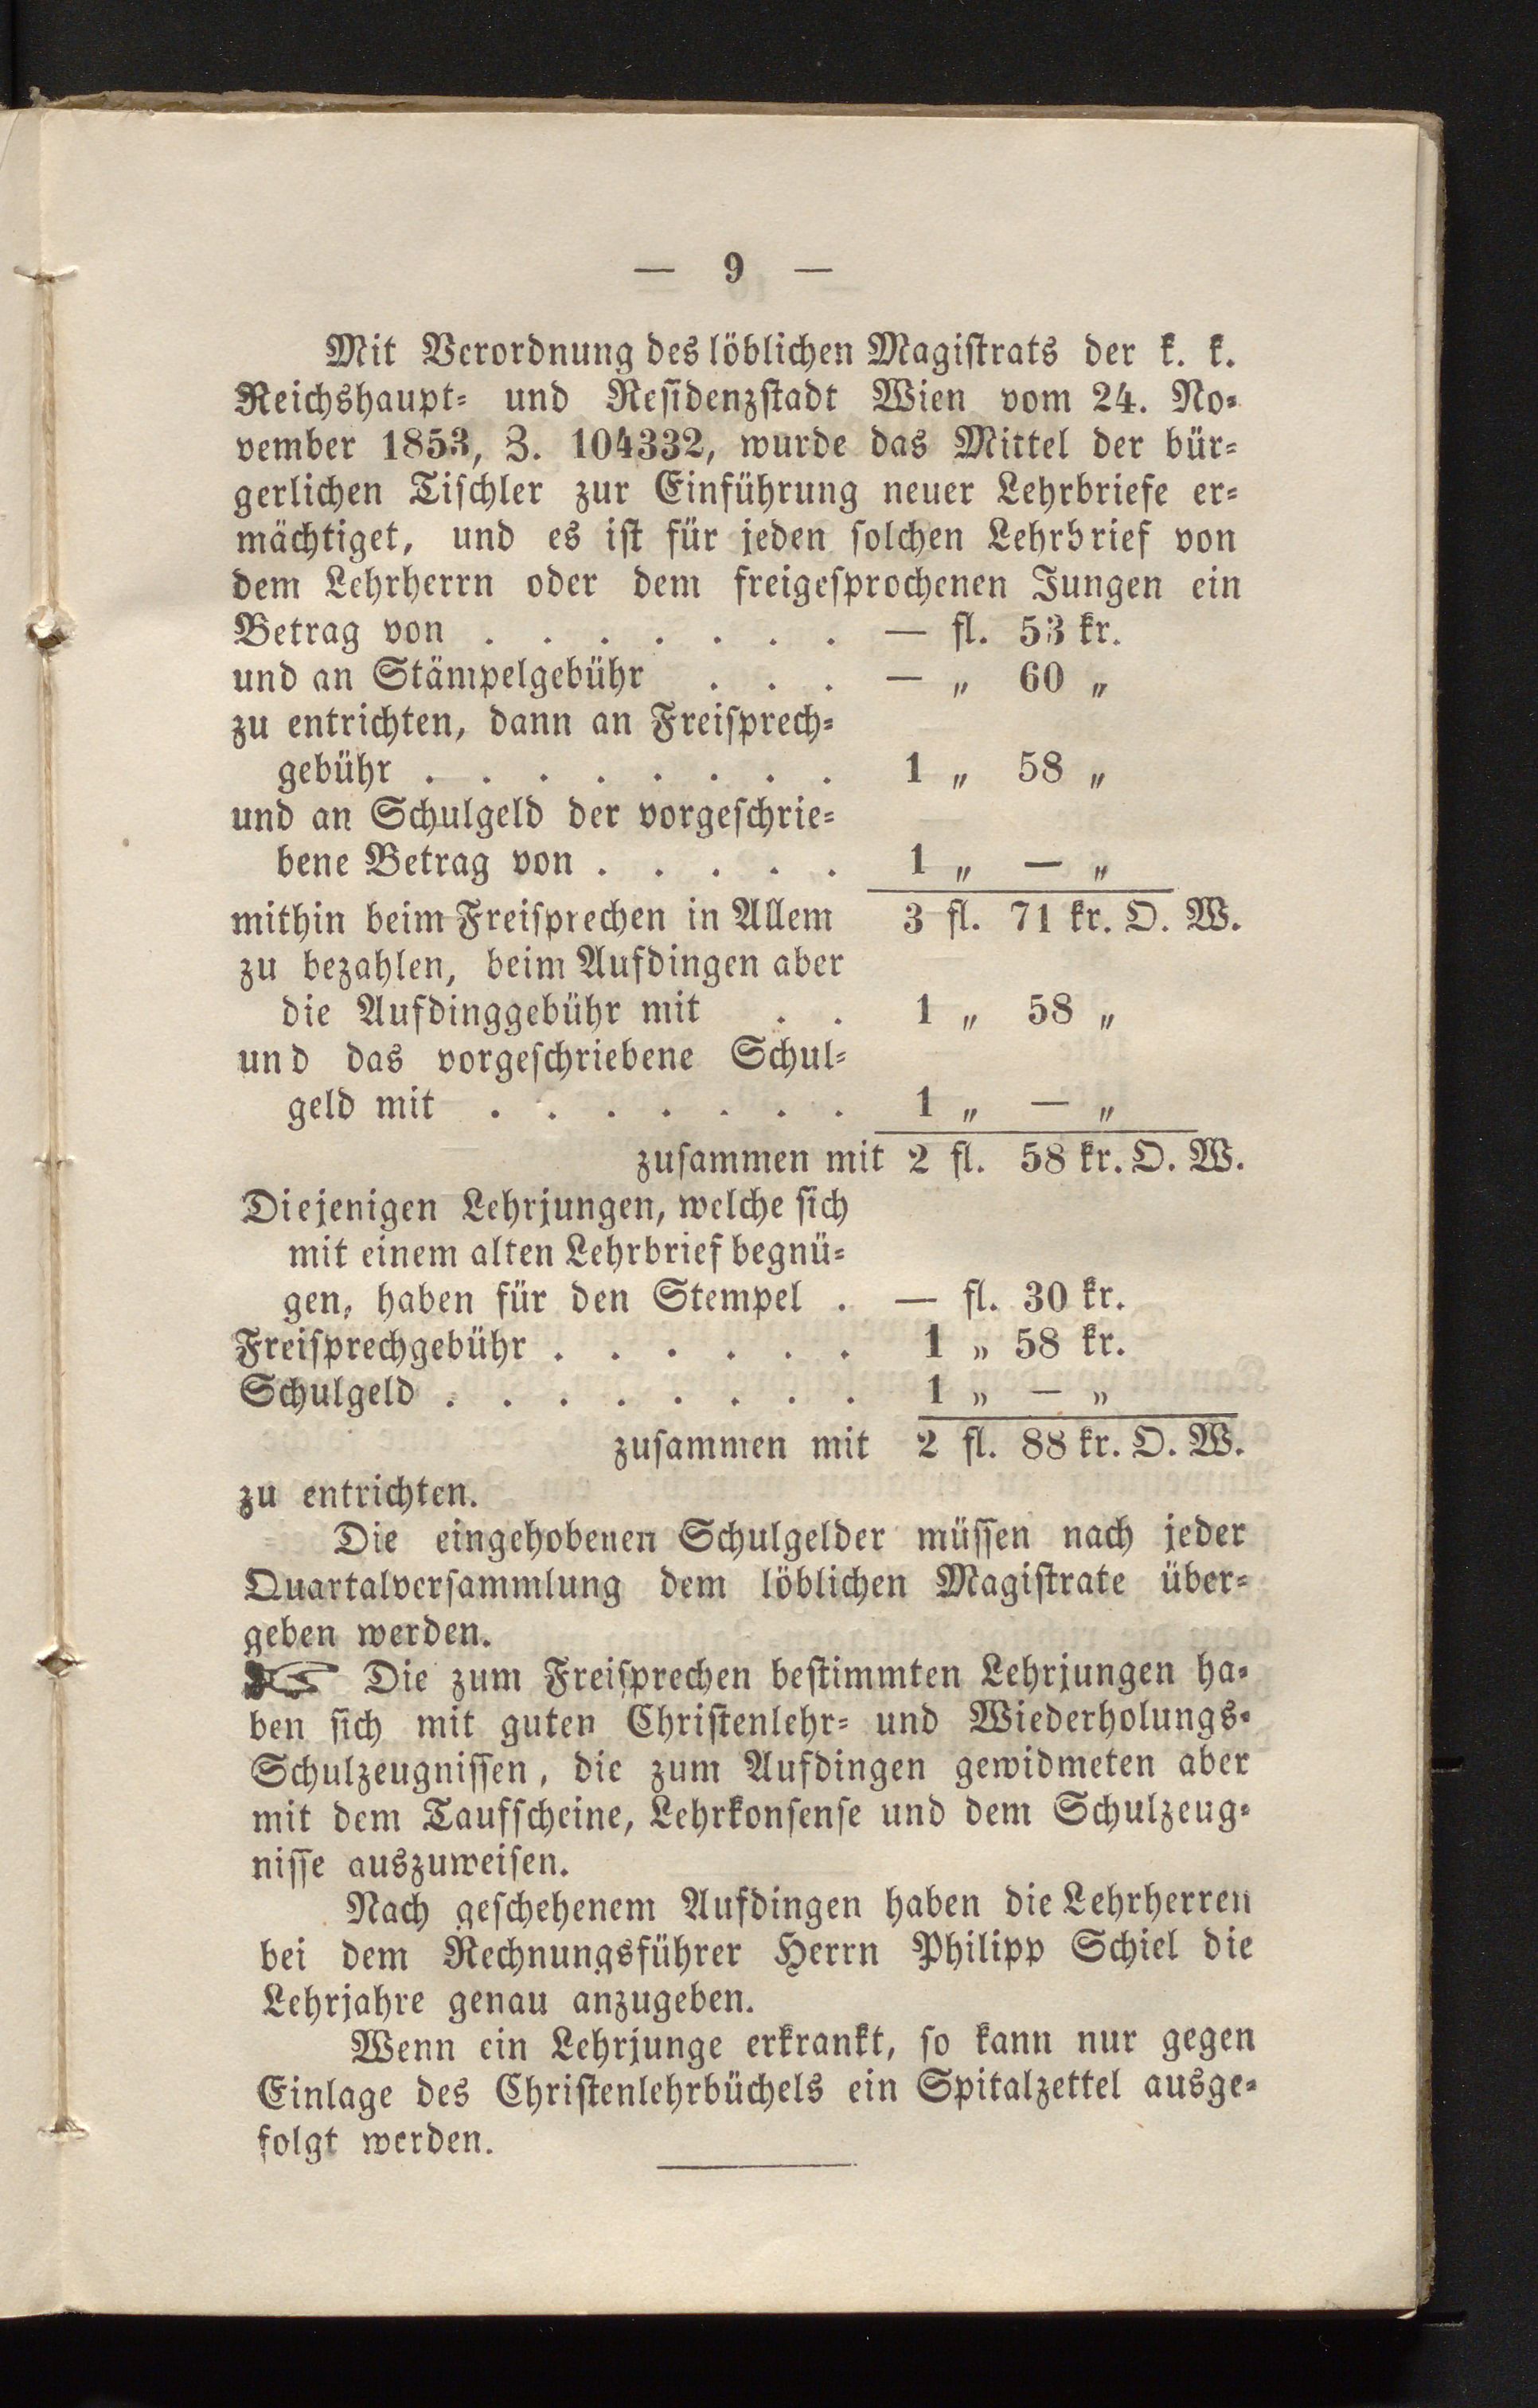 — 9 —
Mit Verordnung des löblichen Magistrats der k. k.
Reichshaupt- und Residenzstadt Wien vom 24. No-
vember 1853, Z. 104332, wurde das Mittel der bür-
gerlichen Tischler zur Einführung neuer Lehrbriefe er-
mächtiget, und es ist für jeden solchen Lehrbrief von
dem Lehrherrn oder dem freigesprochenen Jungen ein
Betrag von . . . . . . . — fl. 53 kr.
und an Stämpelgebühr . . . — „ 60 „
zu entrichten, dann an Freisprech-
gebühr . . . . . . . . 1 „ 58 „
und an Schulgeld der vorgeschrie-
bene Betrag von . . . . . 1 „ — „
mithin beim Freisprechen in Allem 3 fl. 71 kr. O. W.
zu bezahlen, beim Aufdingen aber
die Aufdinggebühr mit . . 1 „ 58 „
und das vorgeschriebene Schul-
geld mit . . . . . . . 1 „ — „
zusammen mit 2 fl. 58 kr. O. W.
Diejenigen Lehrjungen, welche sich
mit einem alten Lehrbrief begnü-
gen, haben für den Stempel . — fl. 30 kr.
Freisprechgebühr . . . . . . 1 „ 58 kr.
Schulgeld . . . . . . . . 1 „ — „
zusammen mit 2 fl. 88 kr. O. W.
zu entrichten.
Die eingehobenen Schulgelder müssen nach jeder
Quartalversammlung dem löblichen Magistrate über-
geben werden.
☞ Die zum Freisprechen bestimmten Lehrjungen ha-
ben sich mit guten Christenlehr- und Wiederholungs-
Schulzeugnissen, die zum Aufdingen gewidmeten aber
mit dem Taufscheine, Lehrkonsense und dem Schulzeug-
nisse auszuweisen.
Nach geschehenem Aufdingen haben die Lehrherren
bei dem Rechnungsführer Herrn Philipp Schiel die
Lehrjahre genau anzugeben.
Wenn ein Lehrjunge erkrankt, so kann nur gegen
Einlage des Christenlehrbüchels ein Spitalzettel ausge-
folgt werden.